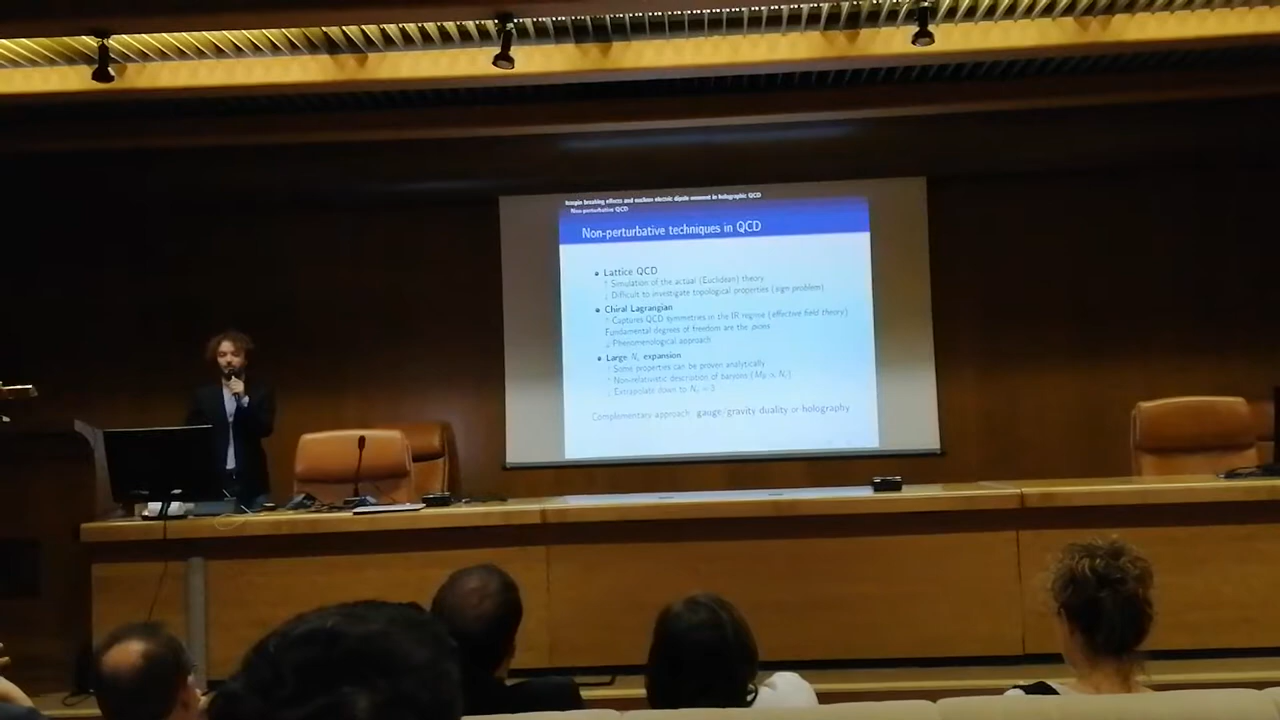 Isospin breaking effects and nucleon electric dipole moment in holographic QCD
Non-perturbative QCD
Non-perturbative techniques in QCD
• Lattice QCD
↑ Simulation of the actual (Euclidean) theory
↓ Difficult to investigate topological properties (sign problem)
• Chiral Lagrangian
↑ Captures QCD symmetries in the IR regime (effective field theory)
Fundamental degrees of freedom are the pions
↓ Phenomenological approach
• Large N_c expansion
↑ Some properties can be proven analytically
↑ Non-relativistic description of baryons (M_B ∝ N_c)
↓ Extrapolate down to N_c = 3
Complementary approach: gauge/gravity duality or holography